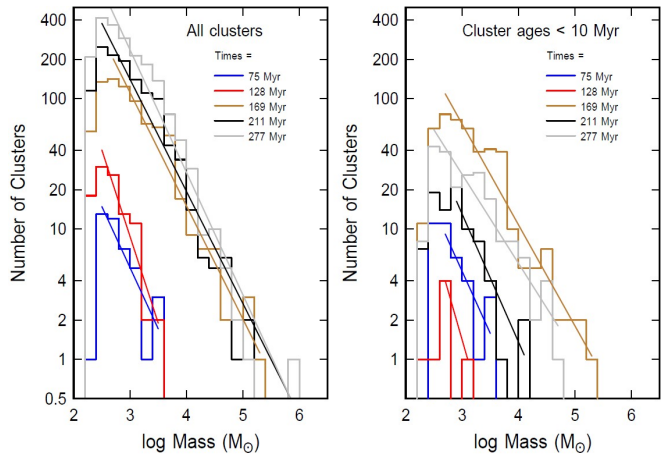 All clusters
Times =
75 Myr
128 Myr
169 Myr
211 Myr
277 Myr
Number of Clusters
400
200
100
40
20
10
4
2
1
0.5
2 3 4 5 6
log Mass (M⊙)
Cluster ages < 10 Myr
Times =
75 Myr
128 Myr
169 Myr
211 Myr
277 Myr
Number of Clusters
400
200
100
40
20
10
4
2
1
2 3 4 5 6
log Mass (M⊙)